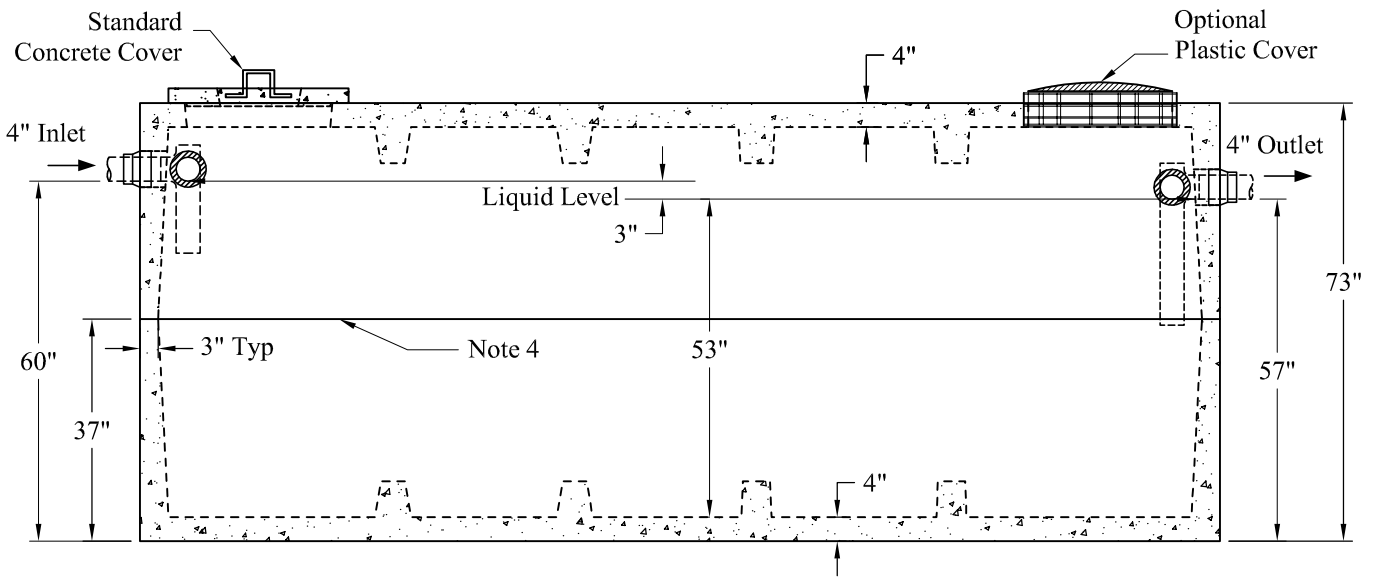 Standard
Concrete Cover
Optional
Plastic Cover
4"
4" Inlet
4" Outlet
Liquid Level
3"
73"
3" Typ
Note 4
53"
60"
57"
37"
4"